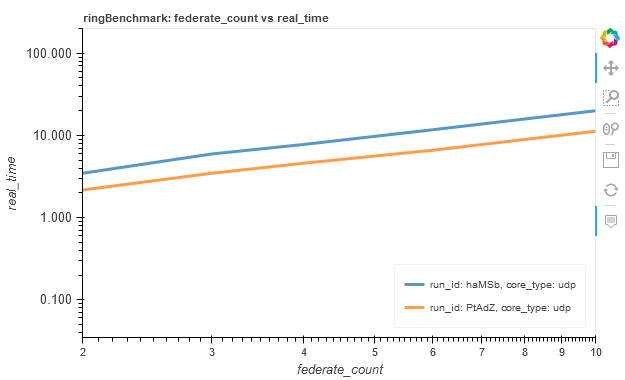 ringBenchmark: federate_count vs real_time
100.000
10.000
1.000
0.100
real_time
run_id: haMSb, core_type: udp
run_id: PtAdZ, core_type: udp
2 3 4 5 6 7 8 9 10
federate_count